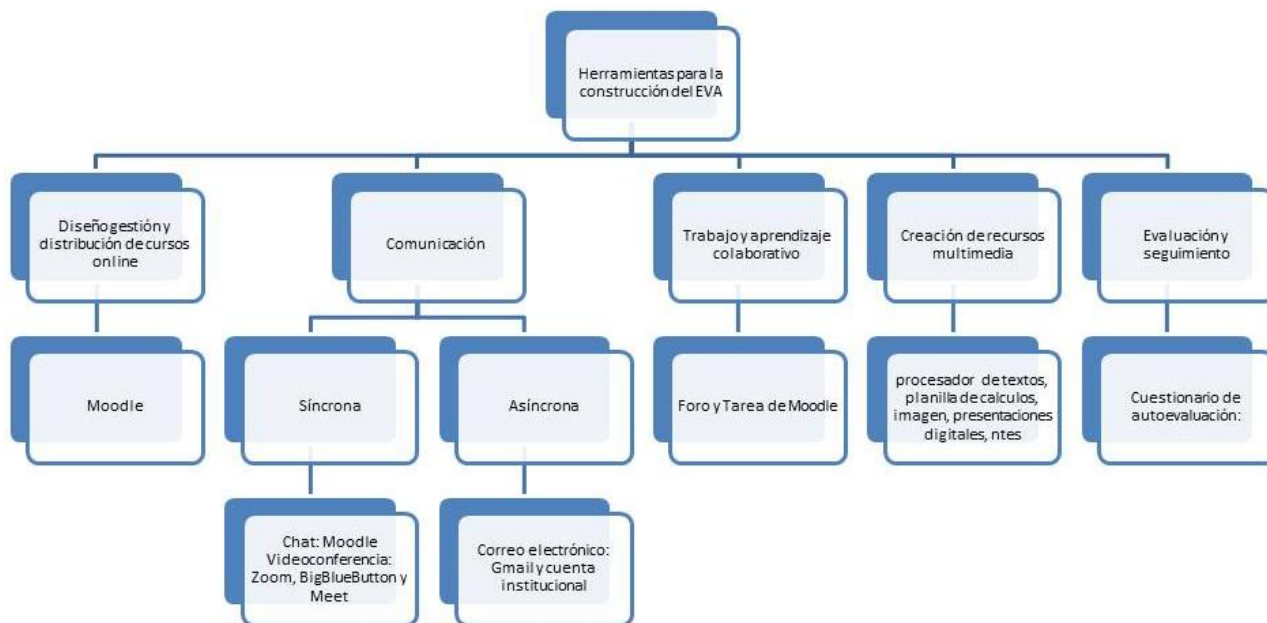 Herramientas para la
construcción del EVA
Diseño gestión y
distribución de cursos
online
Comunicación
Trabajo y aprendizaje
colaborativo
Creación de recursos
multimedia
Evaluación y
seguimiento
Moodle
Síncrona
Asíncrona
Foro y Tarea de Moodle
procesador de textos,
planilla de calculos,
imagen, presentaciones
digitales, ntes
Cuestionario de
autoevaluación:
Chat: Moodle
Videoconferencia:
Zoom, BigBlueButton y
Meet
Correo electrónico:
Gmail y cuenta
institucional